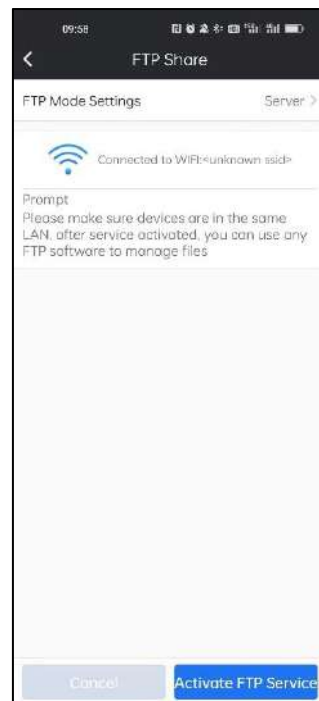 09:58
FTP Share
FTP Mode Settings Server >
Connected to WIFI:<unknown ssid>
Prompt
Please make sure devices are in the same
LAN, after service activated, you can use any
FTP software to manage files
Cancel Activate FTP Service